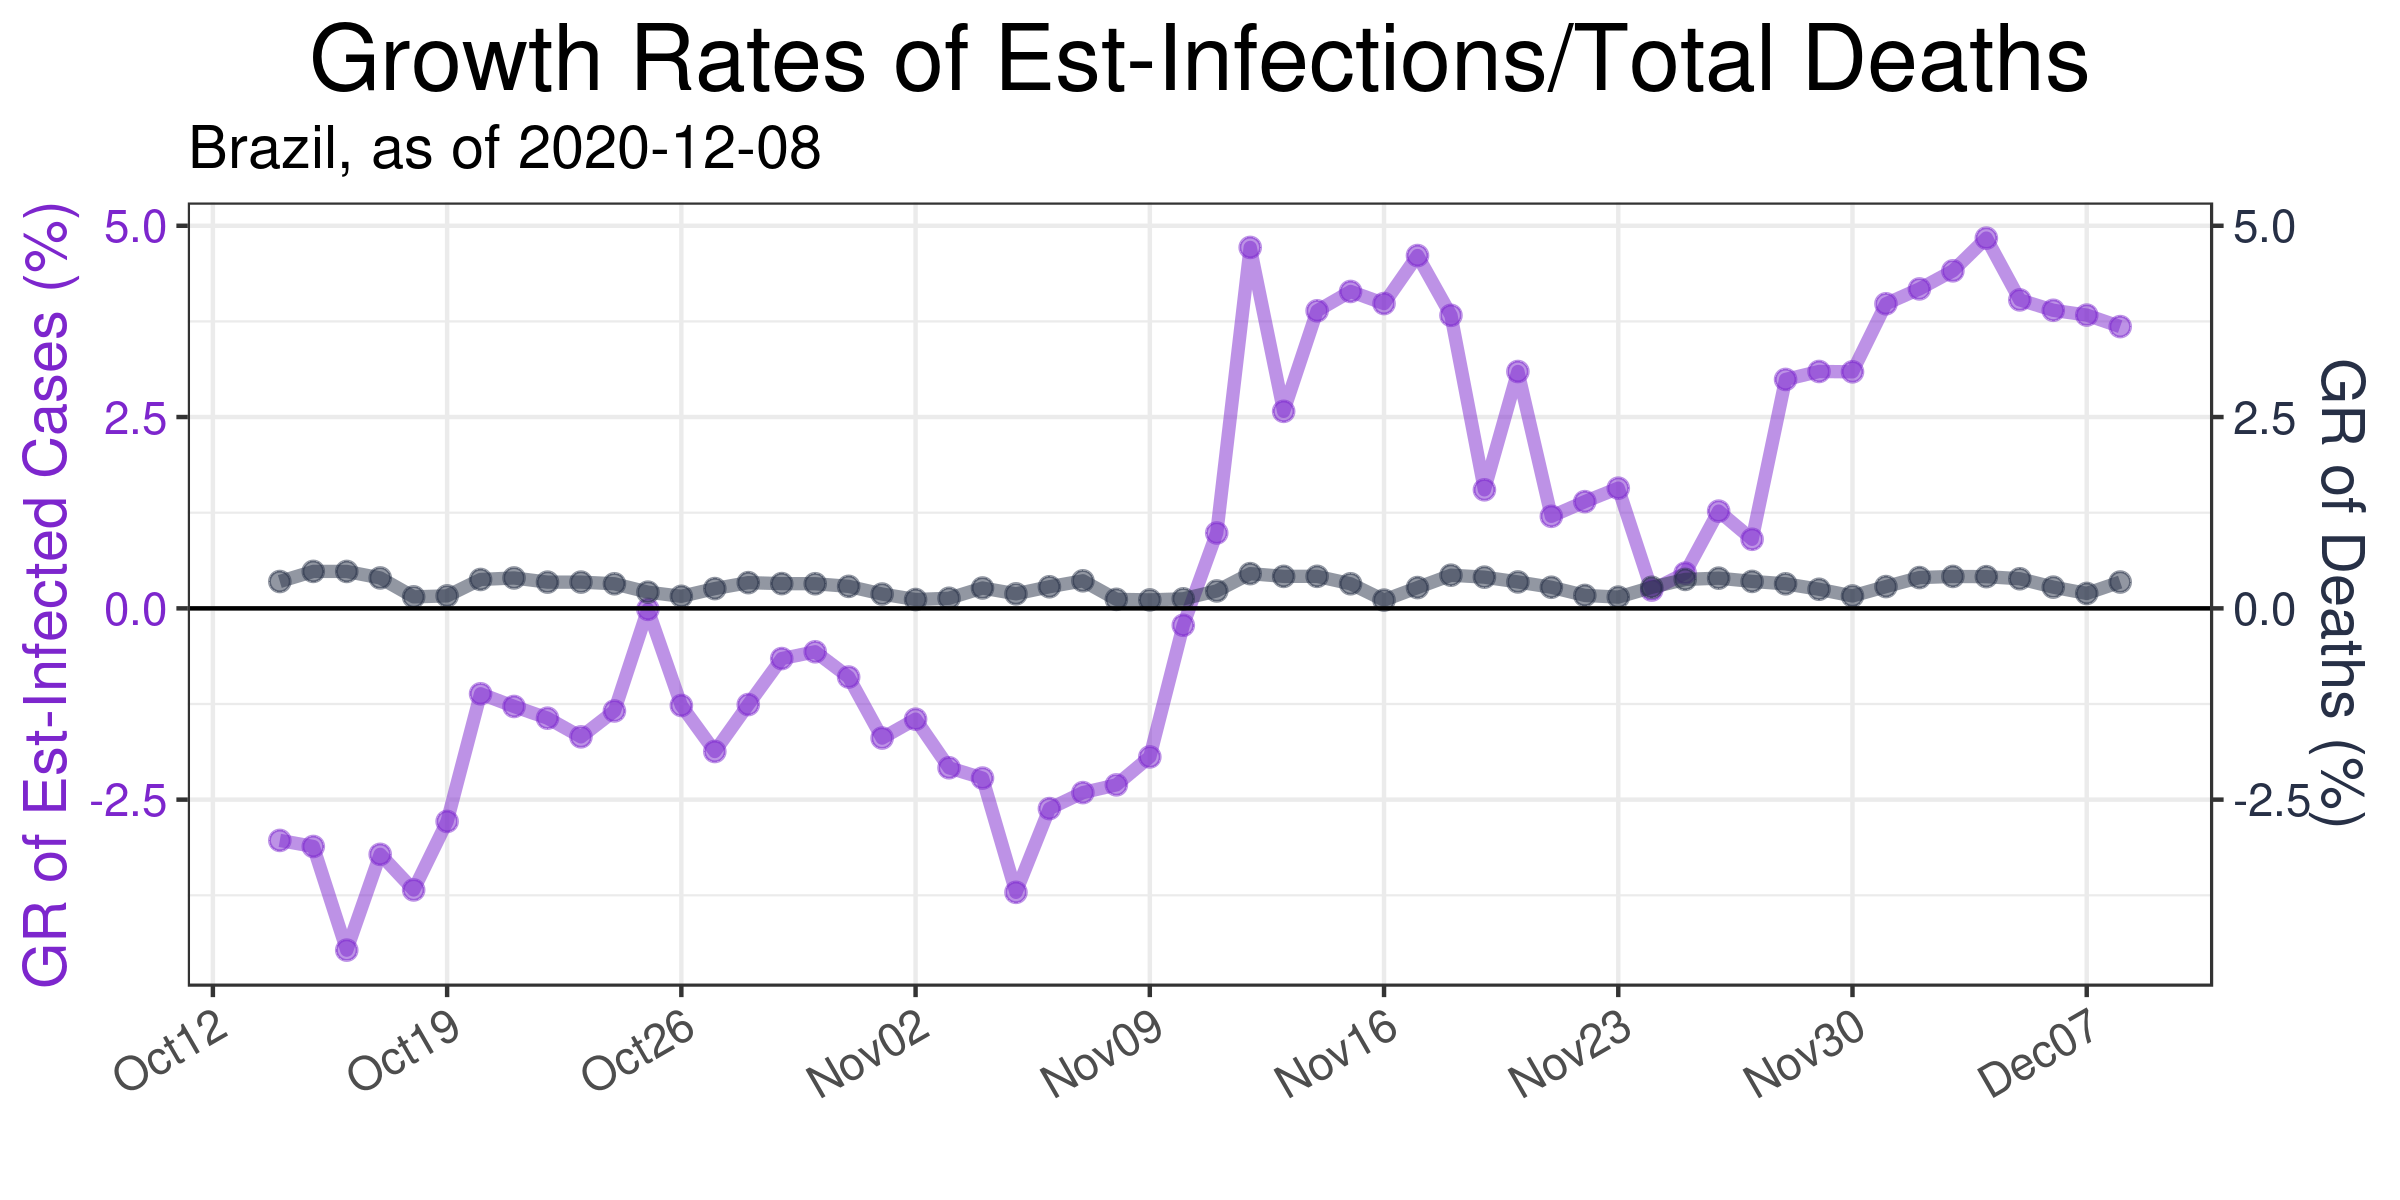 Growth Rates of Est-Infections/Total Deaths
Brazil, as of 2020-12-08
GR of Est-Infected Cases (%)
5.0
2.5
0.0
-2.5
5.0
2.5
0.0
-2.5
GR of Deaths (%)
Oct12
Oct19
Oct26
Nov02
Nov09
Nov16
Nov23
Nov30
Dec07